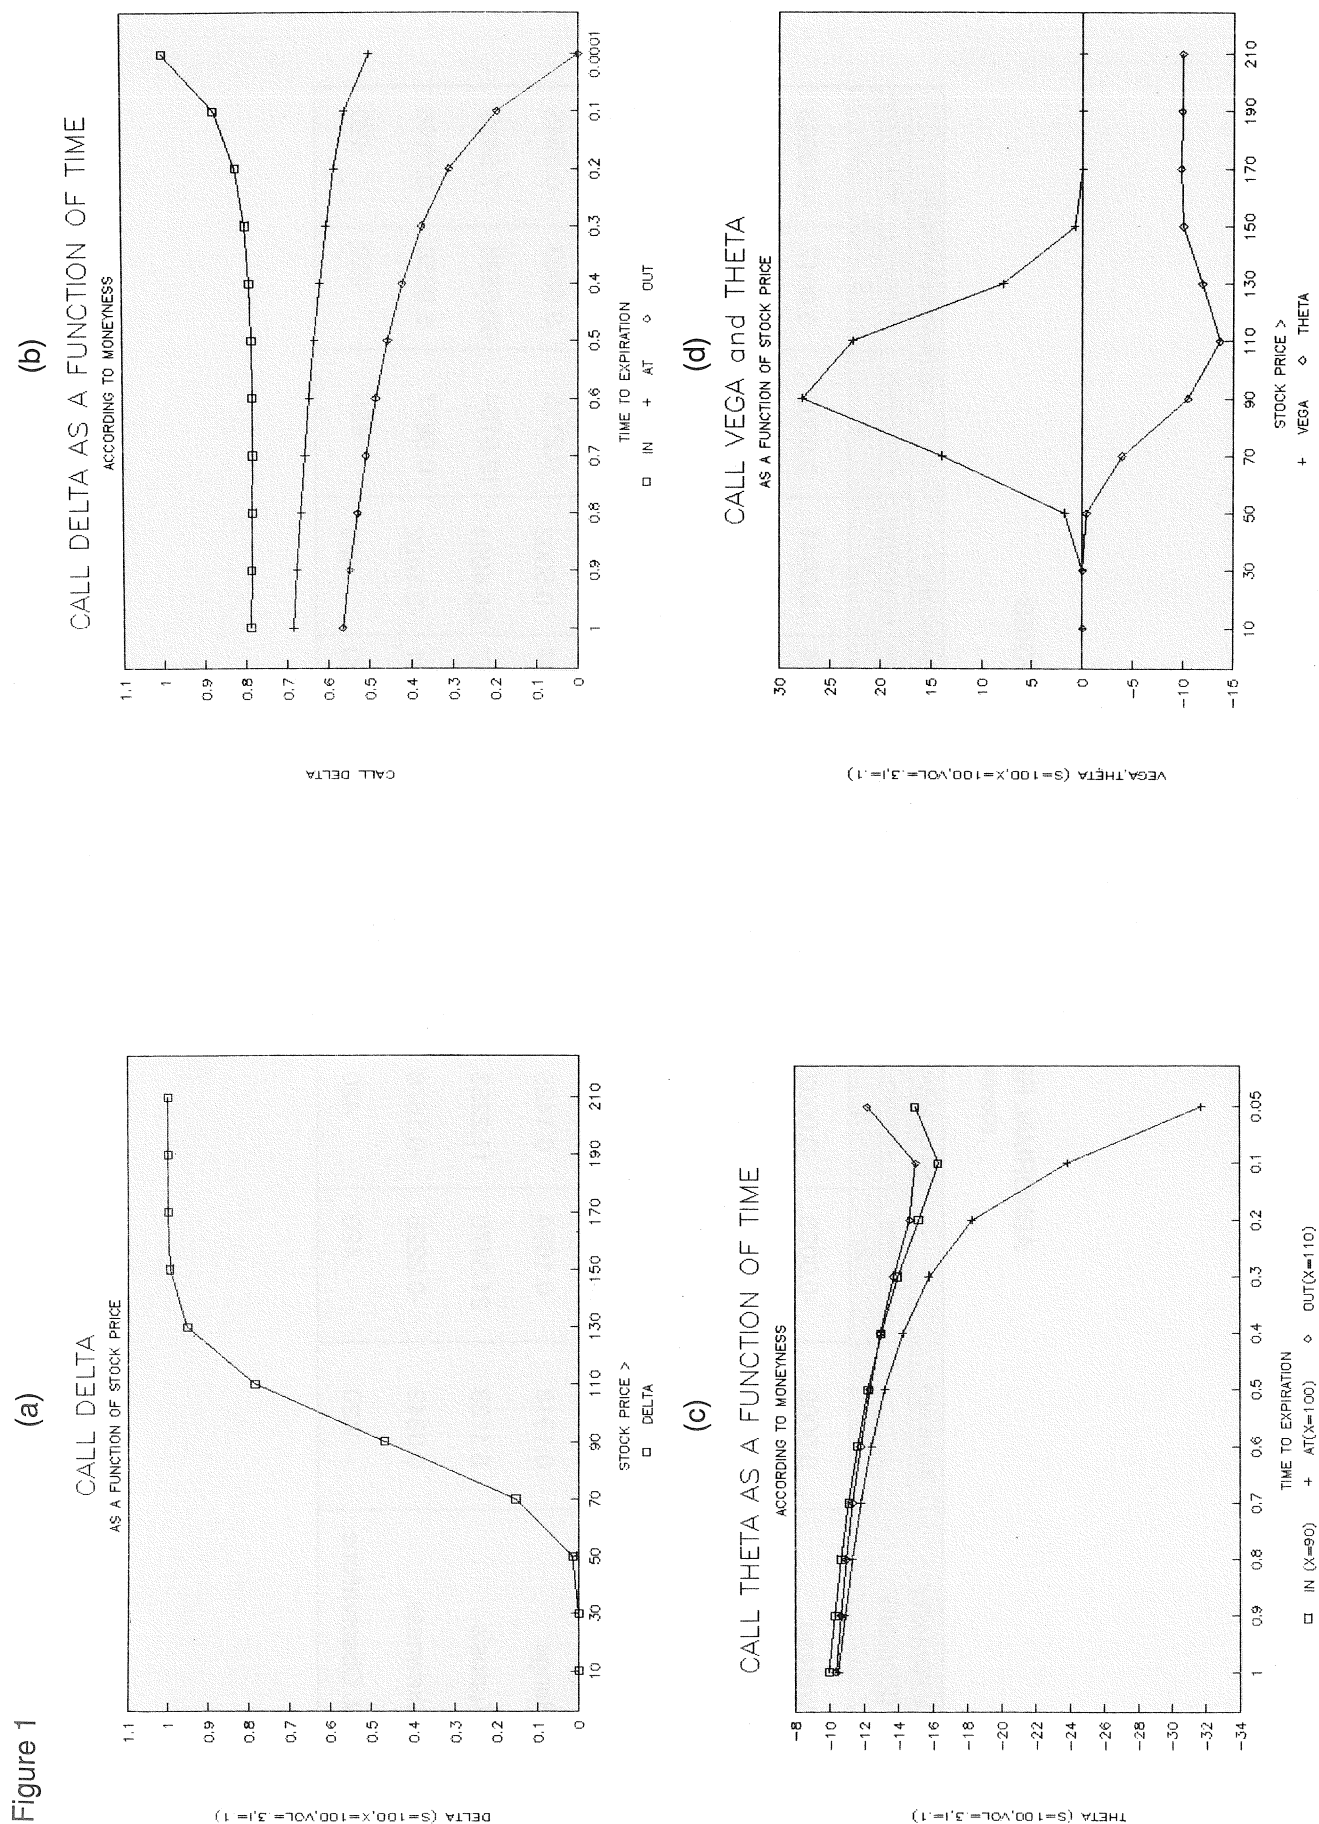 Figure 1
(a)
CALL DELTA
AS A FUNCTION OF STOCK PRICE
DELTA (S=100,X=100,VOL=.3,I=.1)
1.1
1
0.9
0.8
0.7
0.6
0.5
0.4
0.3
0.2
0.1
0
10 30 50 70 90 110 130 150 170 190 210
STOCK PRICE >
DELTA
(b)
CALL DELTA AS A FUNCTION OF TIME
ACCORDING TO MONEYNESS
CALL DELTA
1.1
1
0.9
0.8
0.7
0.6
0.5
0.4
0.3
0.2
0.1
0
1 0.9 0.8 0.7 0.6 0.5 0.4 0.3 0.2 0.1 0.0001
TIME TO EXPIRATION
IN + AT ◇ OUT
(c)
CALL THETA AS A FUNCTION OF TIME
ACCORDING TO MONEYNESS
THETA (S=100,VOL=.3,I=.1)
-8
-10
-12
-14
-16
-18
-20
-22
-24
-26
-28
-30
-32
-34
1 0.9 0.8 0.7 0.6 0.5 0.4 0.3 0.2 0.1 0.05
TIME TO EXPIRATION
IN (X=90) + AT(X=100) ◇ OUT(X=110)
(d)
CALL VEGA and THETA
AS A FUNCTION OF STOCK PRICE
VEGA,THETA (S=100,X=100,VOL=.3,I=.1)
30
25
20
15
10
5
0
-5
-10
-15
10 30 50 70 90 110 130 150 170 190 210
STOCK PRICE >
+ VEGA ◇ THETA